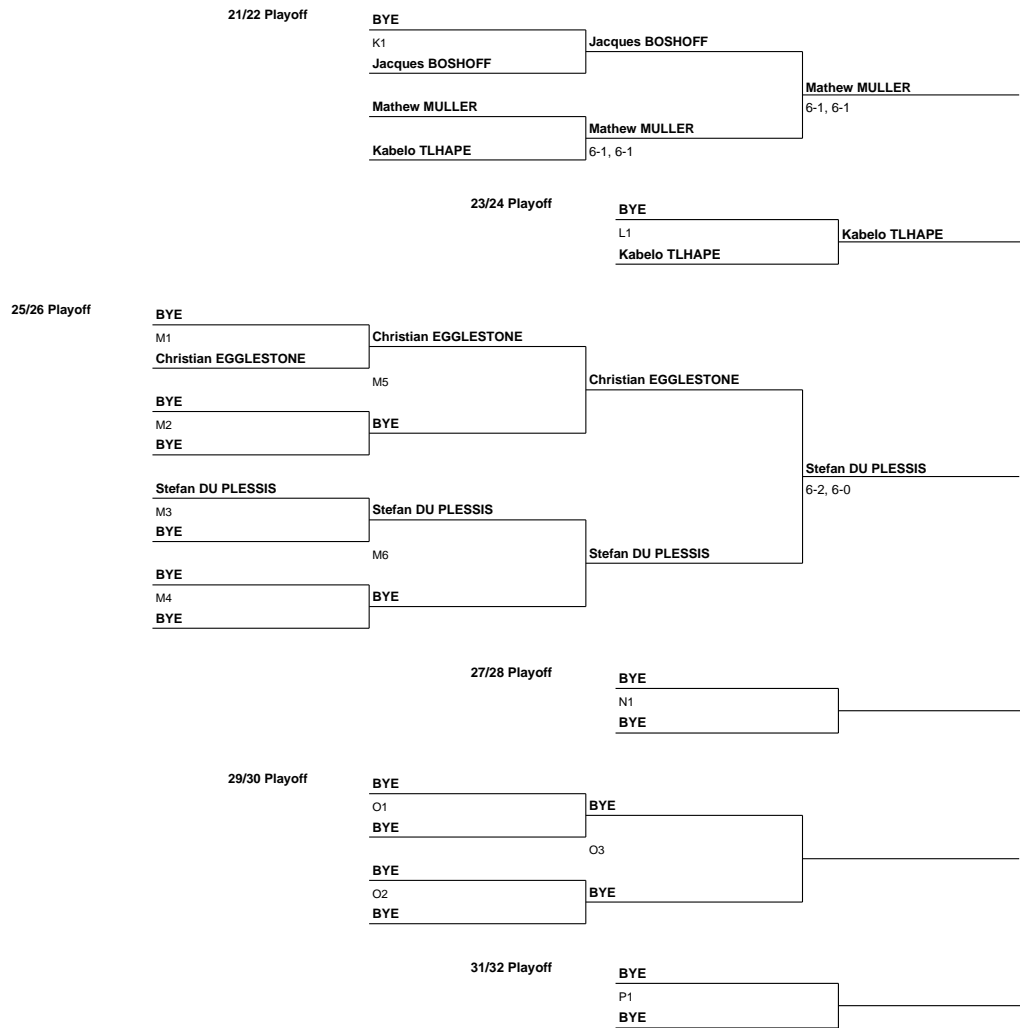 21/22 Playoff
BYE
K1
Jacques BOSHOFF
Jacques BOSHOFF
Mathew MULLER
6-1, 6-1
Mathew MULLER
Mathew MULLER
6-1, 6-1
Kabelo TLHAPE
23/24 Playoff
BYE
L1
Kabelo TLHAPE
Kabelo TLHAPE
25/26 Playoff
BYE
M1
Christian EGGLESTONE
Christian EGGLESTONE
M5
Christian EGGLESTONE
BYE
M2
BYE
BYE
Stefan DU PLESSIS
6-2, 6-0
Stefan DU PLESSIS
M3
BYE
Stefan DU PLESSIS
M6
Stefan DU PLESSIS
BYE
M4
BYE
BYE
27/28 Playoff
BYE
N1
BYE
29/30 Playoff
BYE
O1
BYE
BYE
O3
BYE
O2
BYE
BYE
31/32 Playoff
BYE
P1
BYE